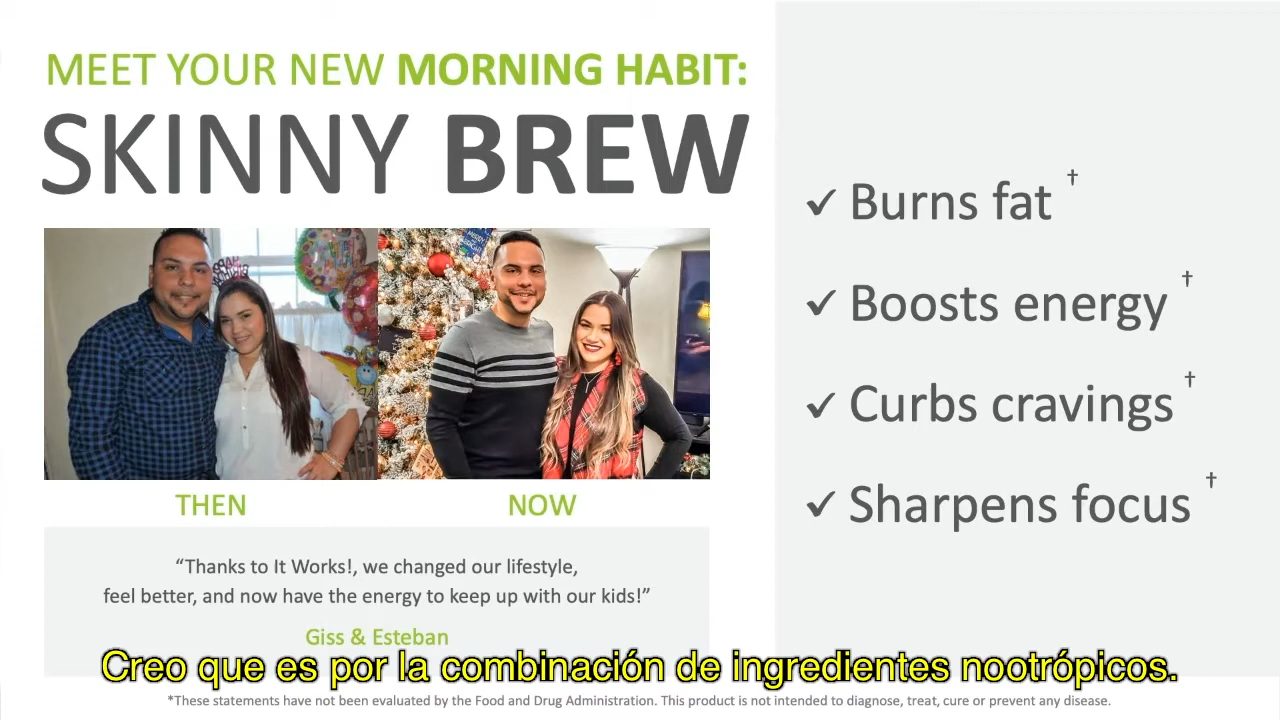 MEET YOUR NEW MORNING HABIT:
SKINNY BREW
THEN
NOW
“Thanks to It Works!, we changed our lifestyle,
feel better, and now have the energy to keep up with our kids!”
Giss & Esteban
✓ Burns fat †
✓ Boosts energy †
✓ Curbs cravings †
✓ Sharpens focus †
Creo que es por la combinación de ingredientes nootrópicos.
*These statements have not been evaluated by the Food and Drug Administration. This product is not intended to diagnose, treat, cure or prevent any disease.